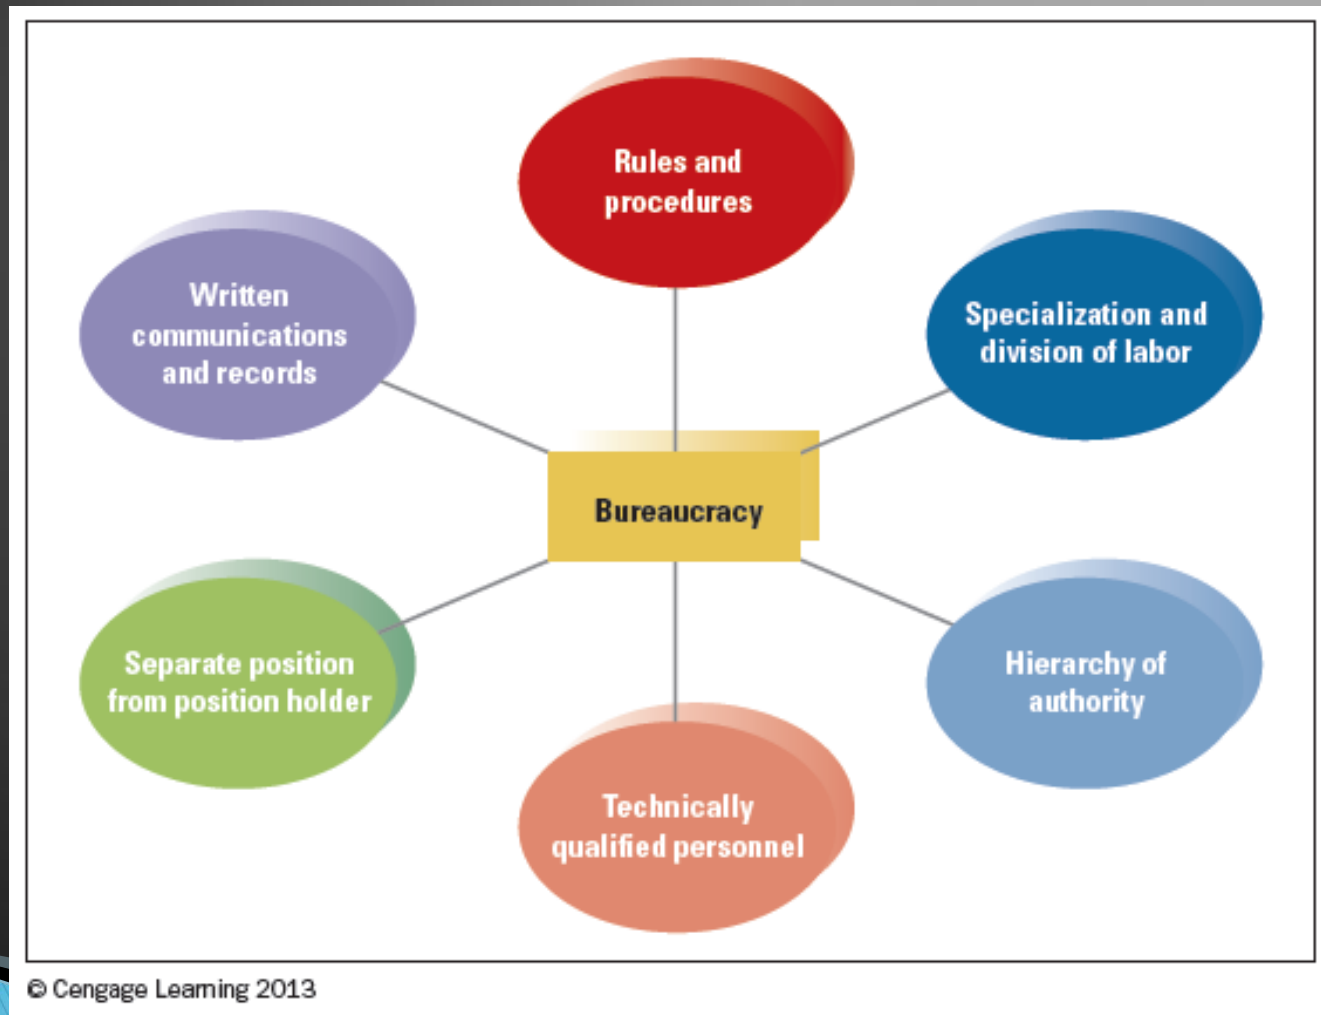 Rules and
procedures
Written
communications
and records
Specialization and
division of labor
Bureaucracy
Separate position
from position holder
Hierarchy of
authority
Technically
qualified personnel
© Cengage Learning 2013